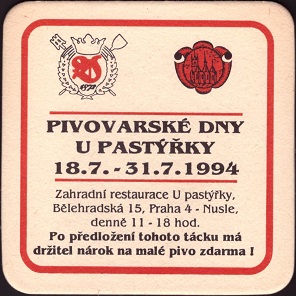 PIVOVARSKÉ DNY
U PASTÝŘKY
18.7.-31.7.1994
Zahradní restaurace U pastýřky,
Bělehradská 15, Praha 4 - Nusle,
denně 11 - 18 hod.
Po předložení tohoto tácku má
držitel nárok na malé pivo zdarma !